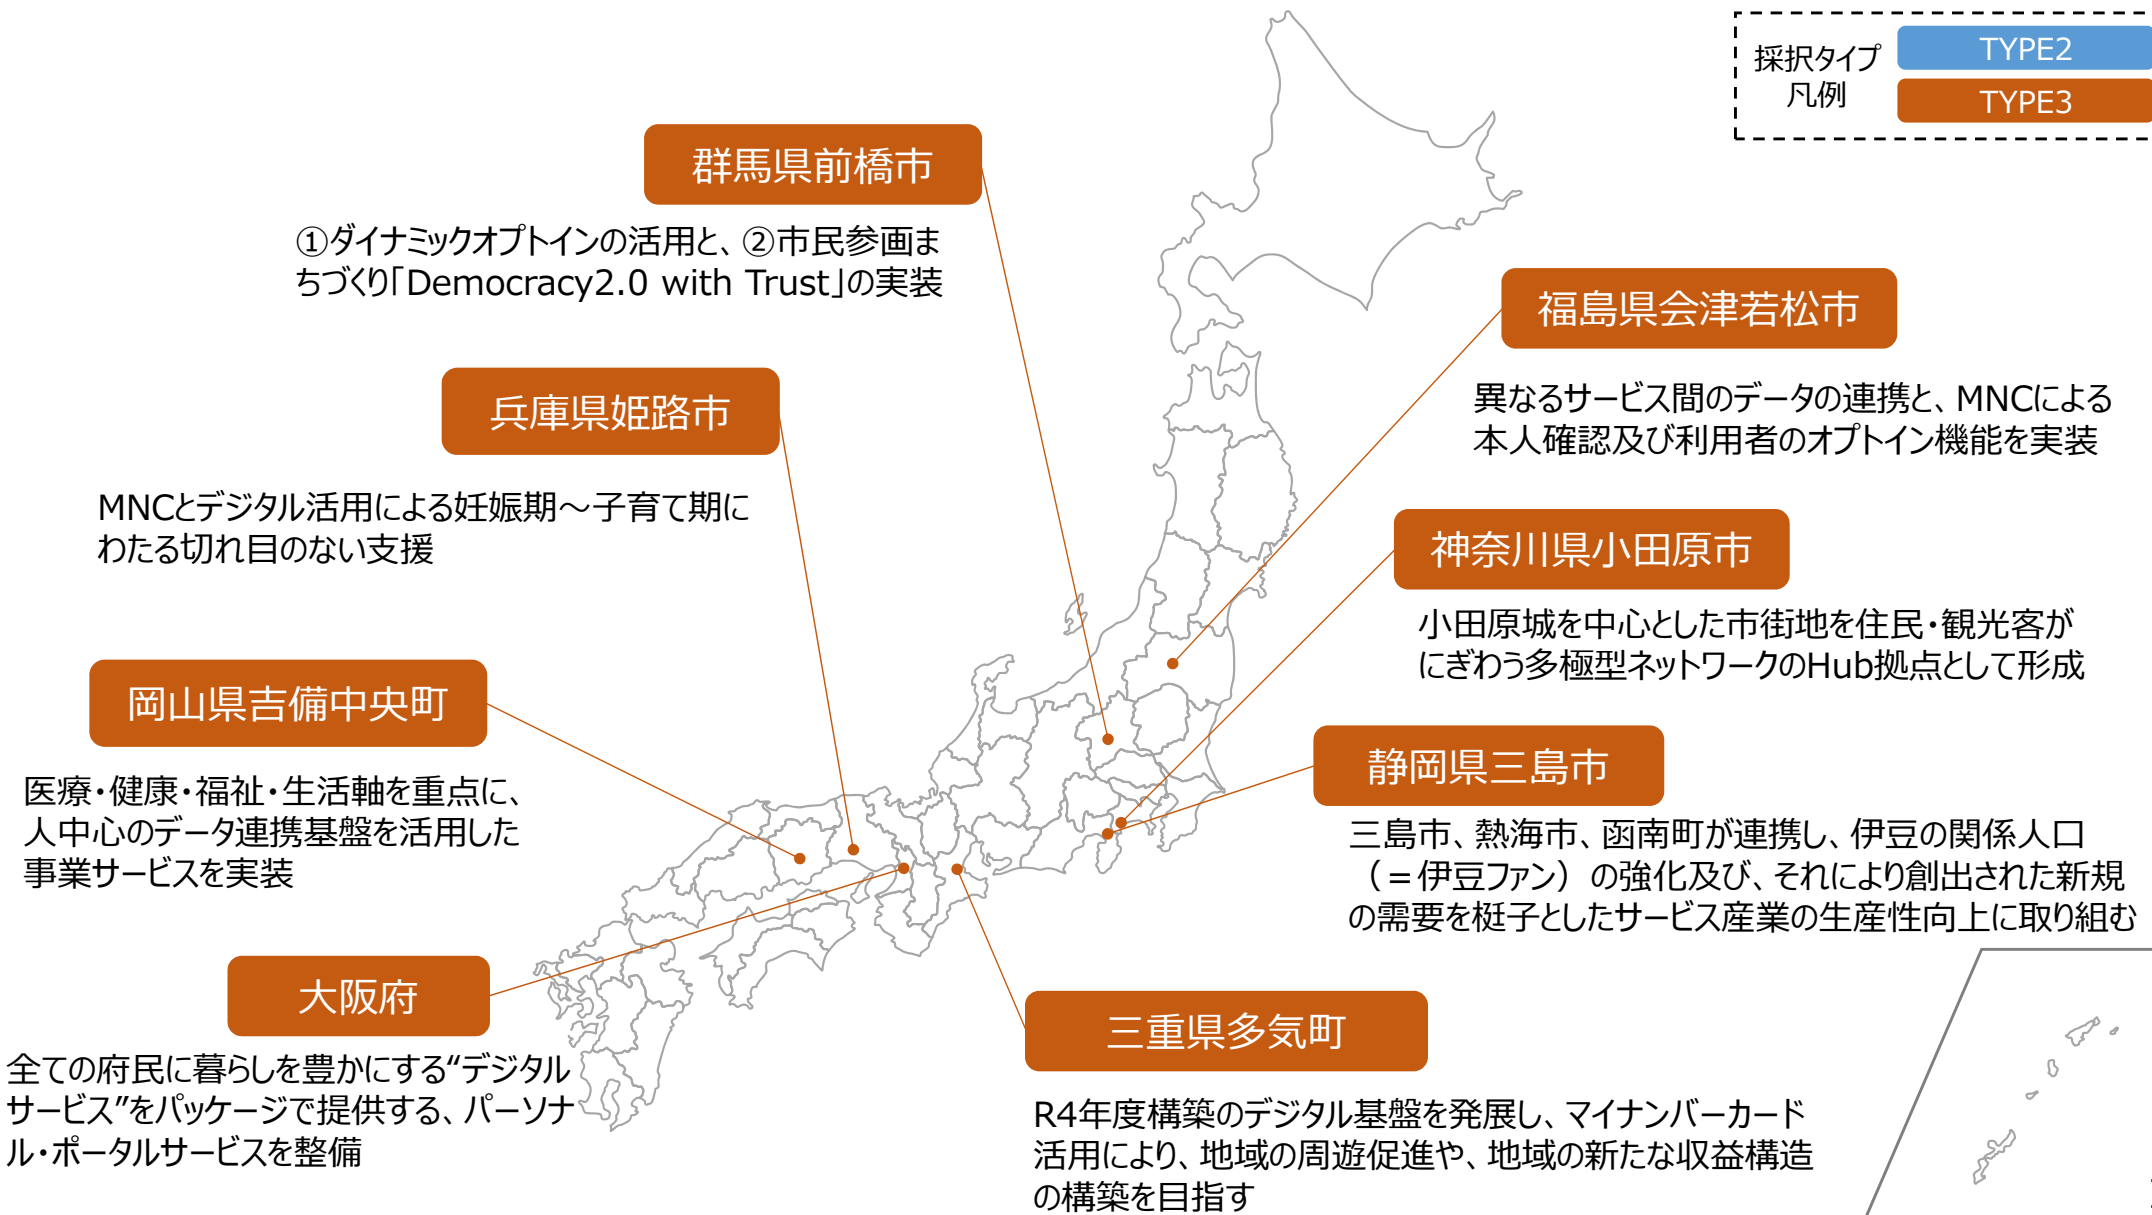 採択タイプ
凡例
TYPE2
TYPE3
群馬県前橋市
①ダイナミックオプトインの活用と、②市民参画ま
ちづくり「Democracy2.0 with Trust」の実装
福島県会津若松市
異なるサービス間のデータの連携と、MNCによる
本人確認及び利用者のオプトイン機能を実装
兵庫県姫路市
MNCとデジタル活用による妊娠期～子育て期に
わたる切れ目のない支援
神奈川県小田原市
小田原城を中心とした市街地を住民・観光客が
にぎわう多極型ネットワークのHub拠点として形成
岡山県吉備中央町
医療・健康・福祉・生活軸を重点に、
人中心のデータ連携基盤を活用した
事業サービスを実装
静岡県三島市
三島市、熱海市、函南町が連携し、伊豆の関係人口
（＝伊豆ファン）の強化及び、それにより創出された新規
の需要を梃子としたサービス産業の生産性向上に取り組む
大阪府
全ての府民に暮らしを豊かにする“デジタル
サービス”をパッケージで提供する、パーソナ
ル・ポータルサービスを整備
三重県多気町
R4年度構築のデジタル基盤を発展し、マイナンバーカード
活用により、地域の周遊促進や、地域の新たな収益構造
の構築を目指す